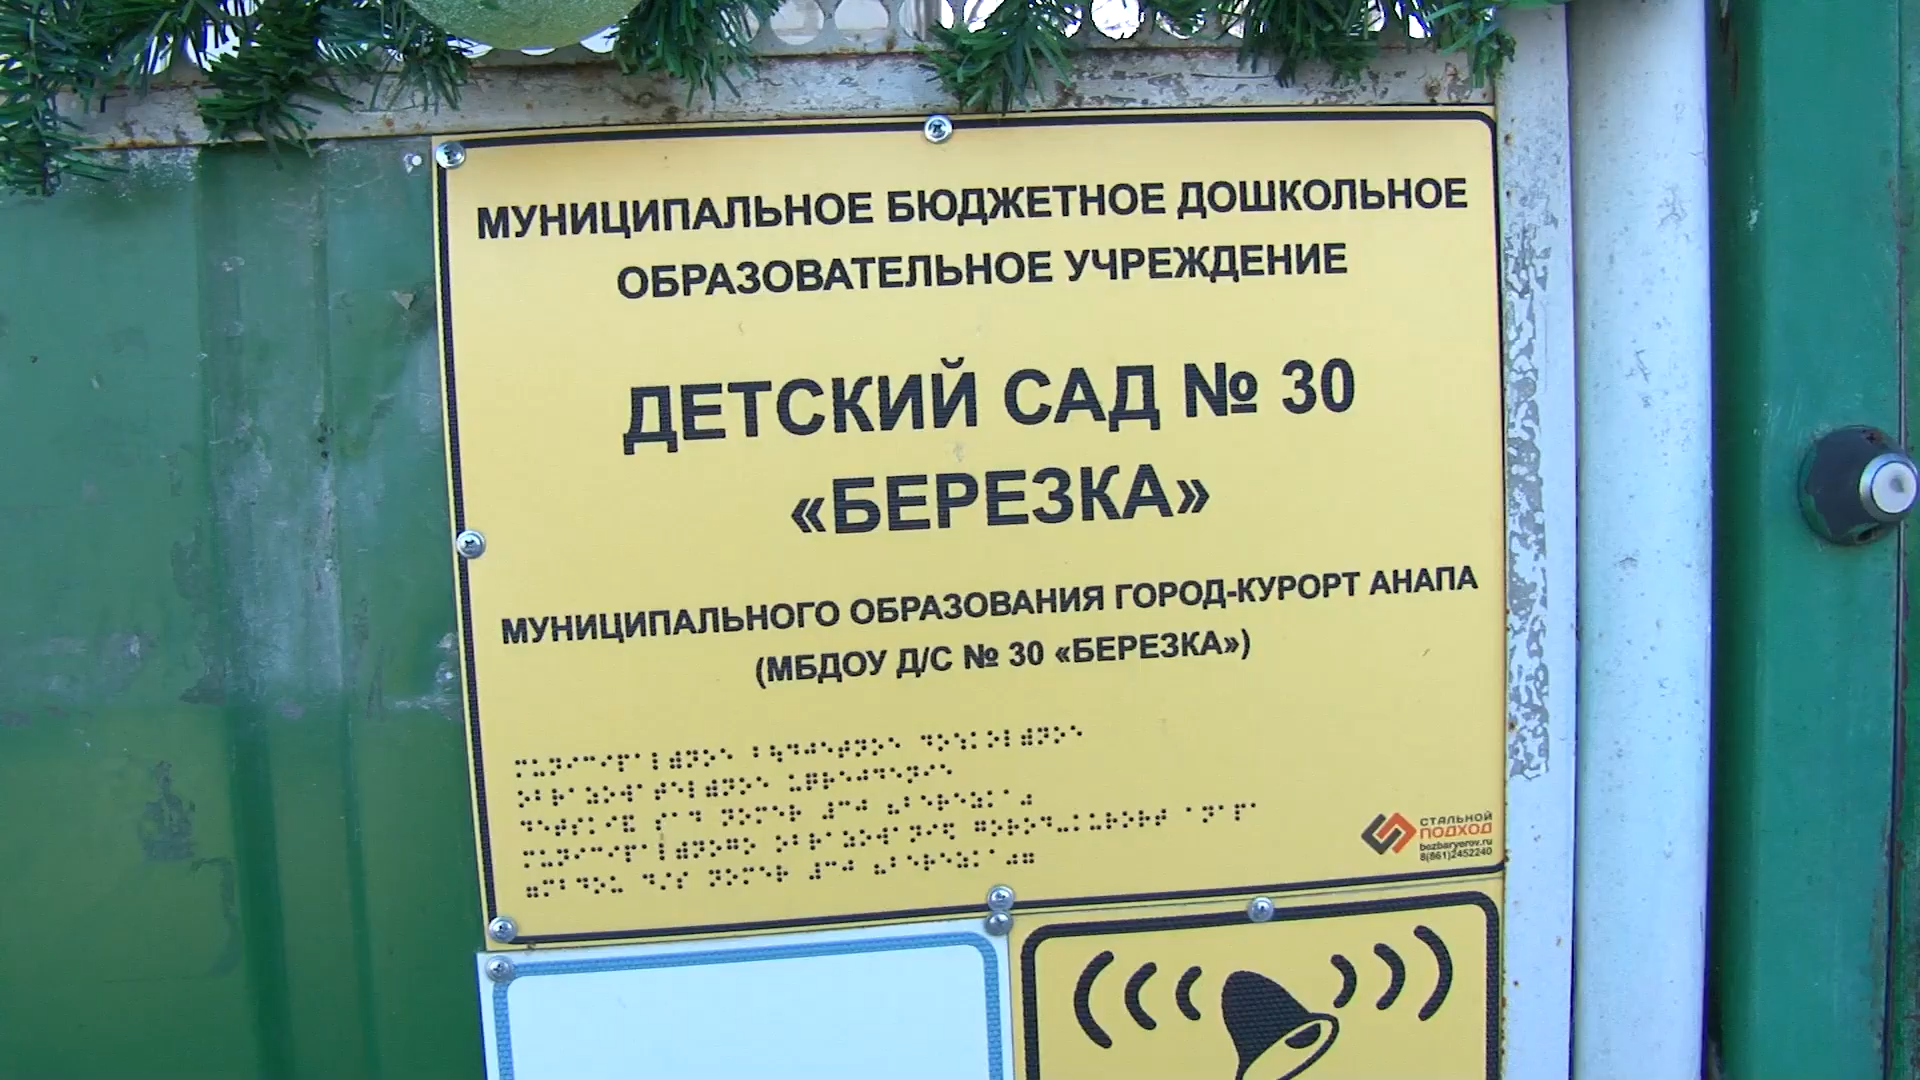 МУНИЦИПАЛЬНОЕ БЮДЖЕТНОЕ ДОШКОЛЬНОЕ
ОБРАЗОВАТЕЛЬНОЕ УЧРЕЖДЕНИЕ
ДЕТСКИЙ САД № 30
«БЕРЕЗКА»
МУНИЦИПАЛЬНОГО ОБРАЗОВАНИЯ ГОРОД-КУРОРТ АНАПА
(МБДОУ Д/С № 30 «БЕРЕЗКА»)
СТАЛЬНОЙ
ПОДХОД
bezbaryerov.ru
8(861)2452240